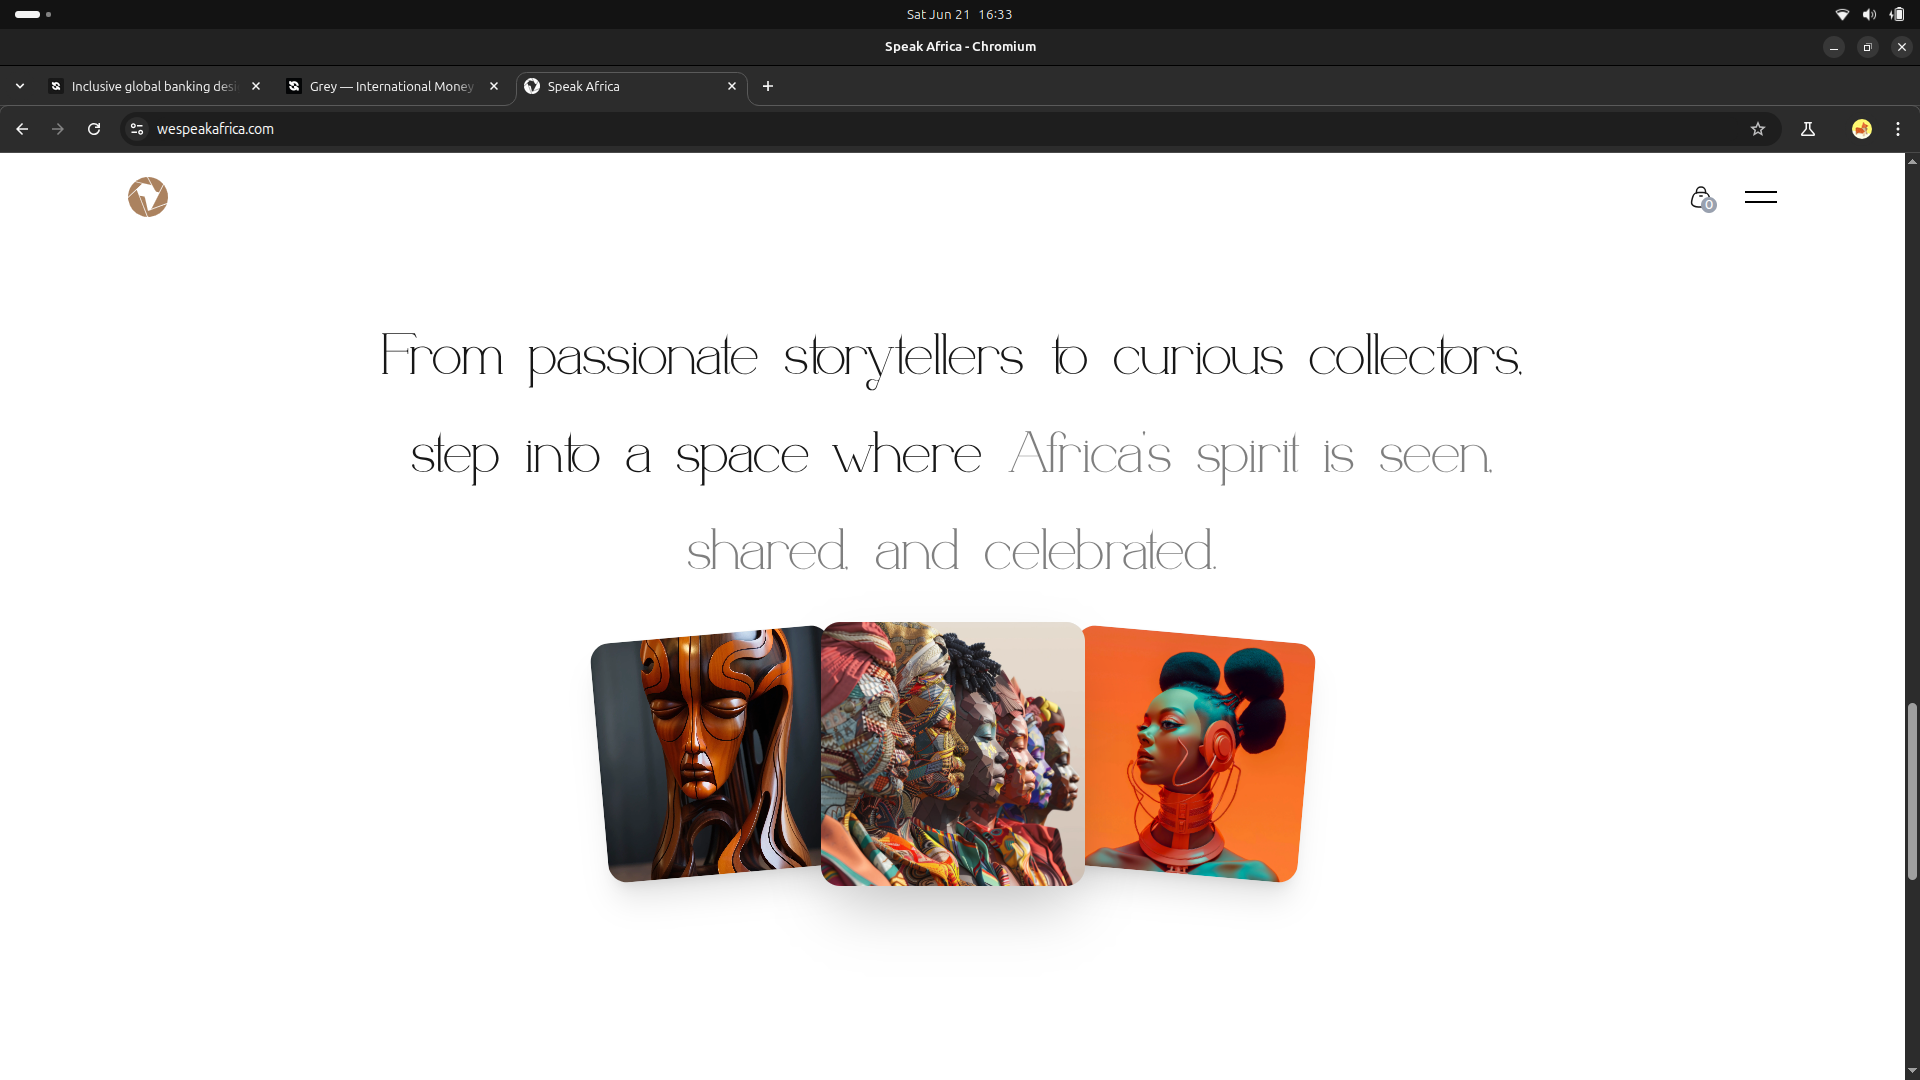 Sat Jun 21 16:33
Speak Africa - Chromium
Inclusive global banking desi
Grey — International Money
Speak Africa
wespeakafrica.com
0
From passionate storytellers to curious collectors,
step into a space where Africa's spirit is seen,
shared, and celebrated.